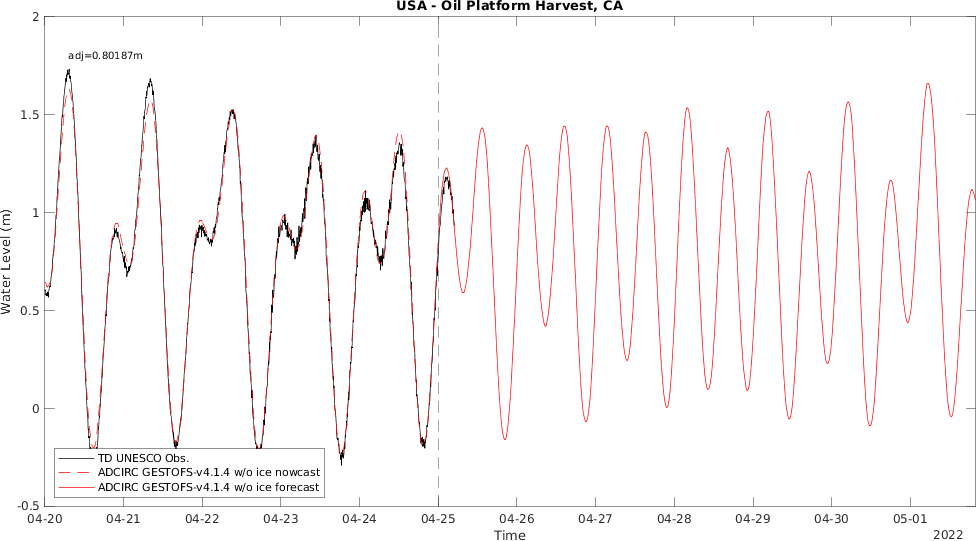 USA - Oil Platform Harvest, CA
adj=0.80187m
2
1.5
1
0.5
0
-0.5
Water Level (m)
TD UNESCO Obs.
ADCIRC GESTOFS-v4.1.4 w/o ice nowcast
ADCIRC GESTOFS-v4.1.4 w/o ice forecast
04-20 04-21 04-22 04-23 04-24 04-25 04-26 04-27 04-28 04-29 04-30 05-01
Time
2022